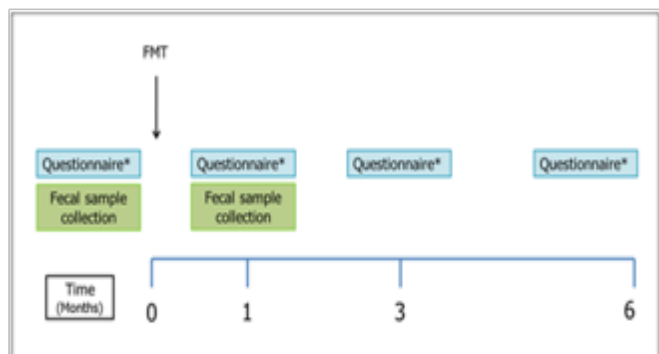 FMT
Questionnaire*
Questionnaire*
Questionnaire*
Questionnaire*
Fecal sample
collection
Fecal sample
collection
Time
(Months)
0
1
3
6